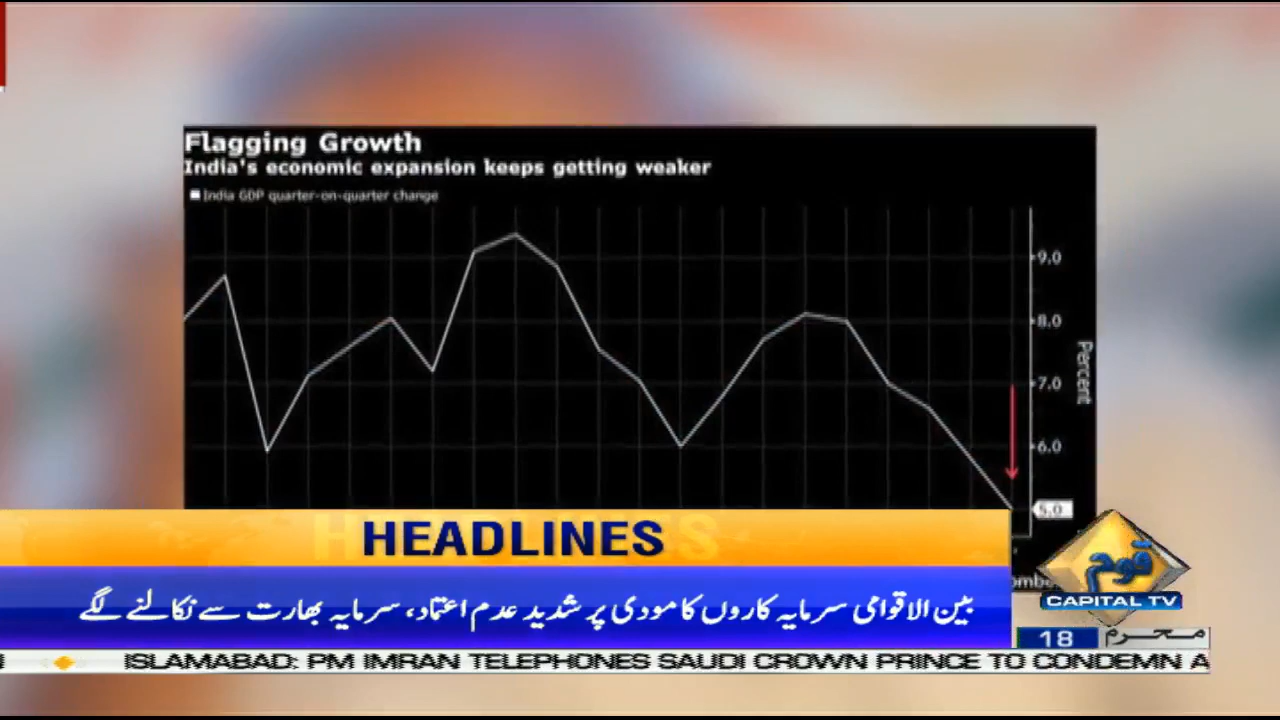 Flagging Growth
India's economic expansion keeps getting weaker
India GDP quarter-on-quarter change
9.0
8.0
7.0
Percent
6.0
5.0
HEADLINES
بین الاقوامی سرمایہ کاروں کا مودی پر شدید عدم اعتماد، سرمایہ بھارت سے نکالنے لگے
قوم
CAPITAL TV
18 محرم
ISLAMABAD: PM IMRAN TELEPHONES SAUDI CROWN PRINCE TO CONDEMN A